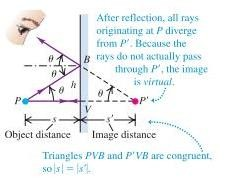 After reflection, all rays
originating at P diverge
from P'. Because the
rays do not actually pass
through P', the image
is virtual.
θ
θ
B
θ
h
θ
P
P'
V
s
s'
Object distance
Image distance
Triangles PVB and P'VB are congruent,
so |s| = |s'|.